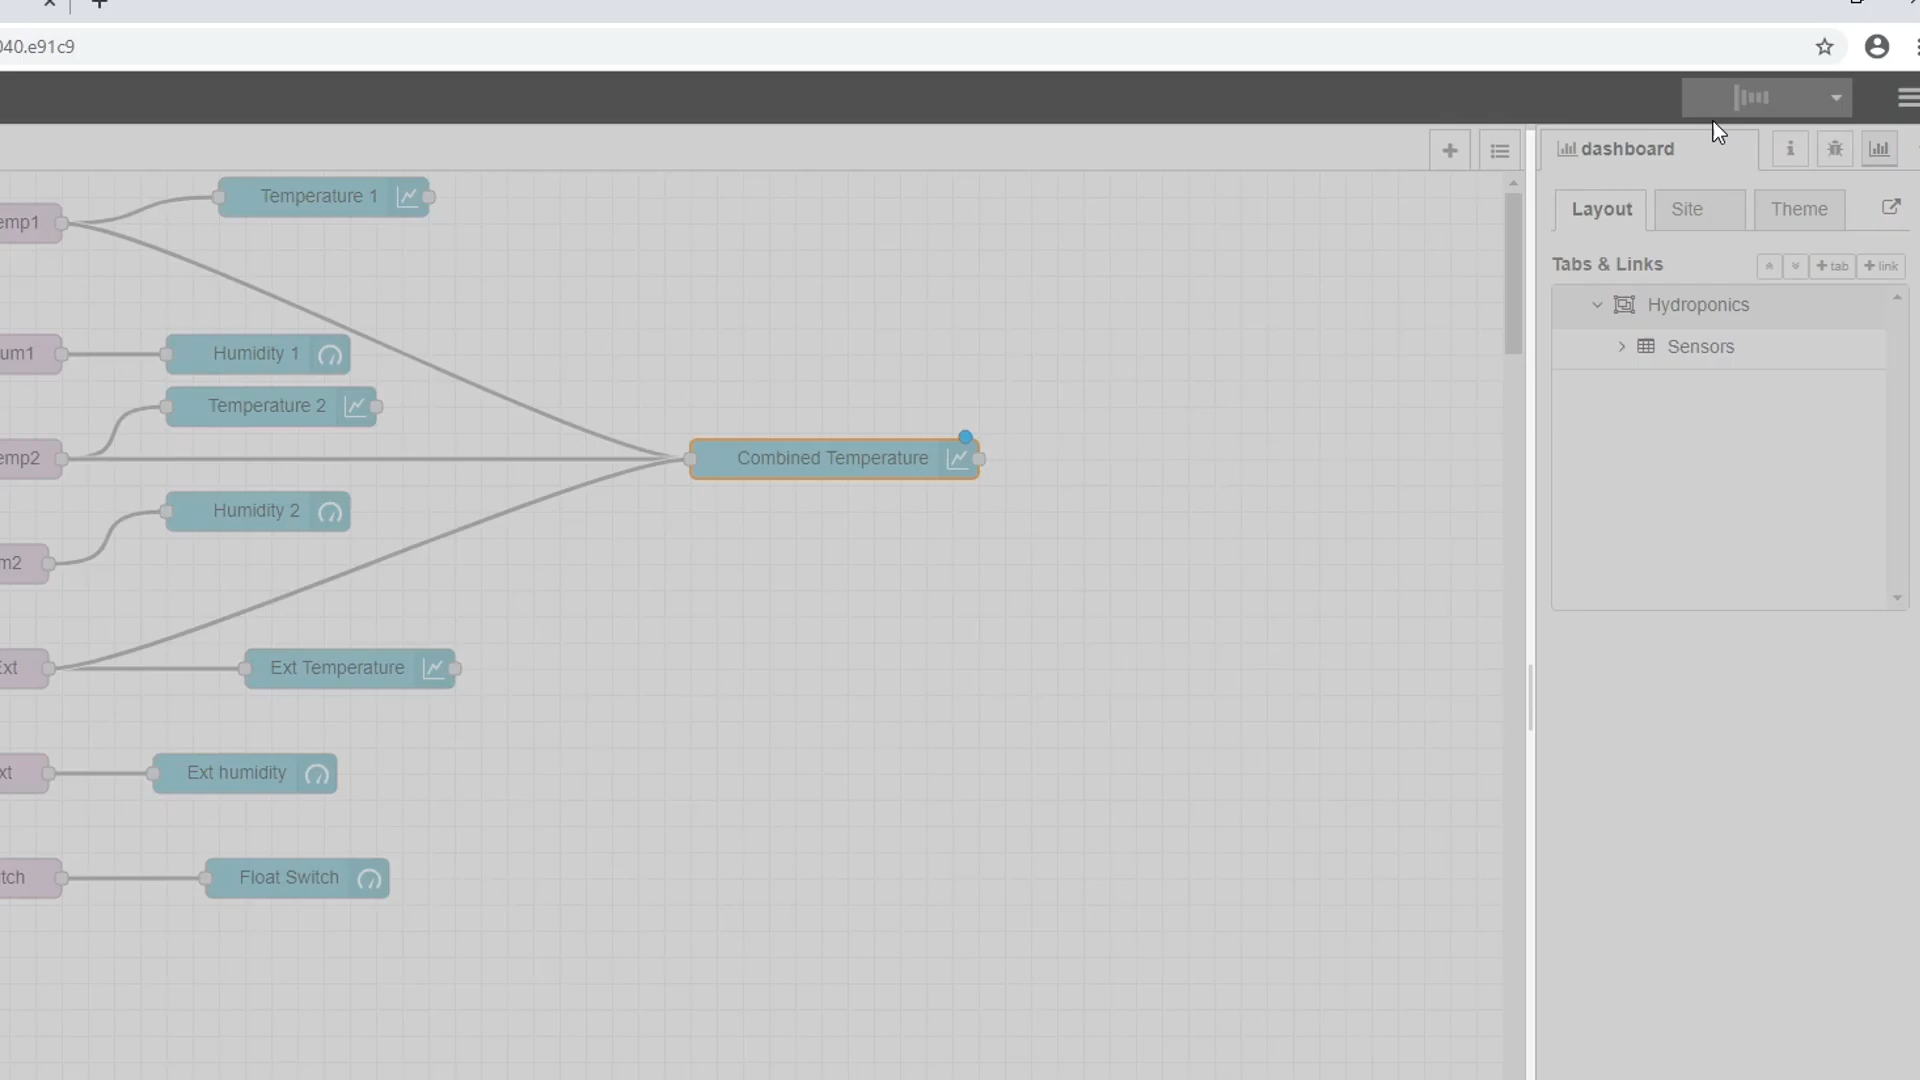 040.e91c9
dashboard
Layout
Site
Theme
Tabs & Links
tab
link
Hydroponics
Sensors
emp1
Temperature 1
um1
Humidity 1
Temperature 2
emp2
Combined Temperature
Humidity 2
m2
Ext
Ext Temperature
xt
Ext humidity
tch
Float Switch